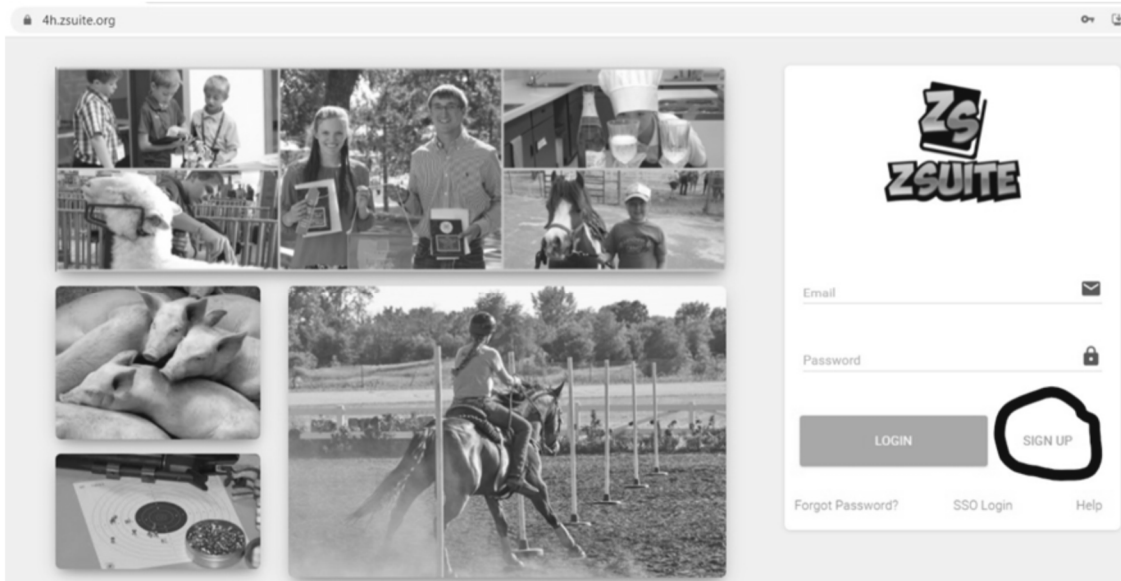 4h.zsuite.org
ZS
ZSUITE
Email
Password
LOGIN SIGN UP
Forgot Password? SSO Login Help